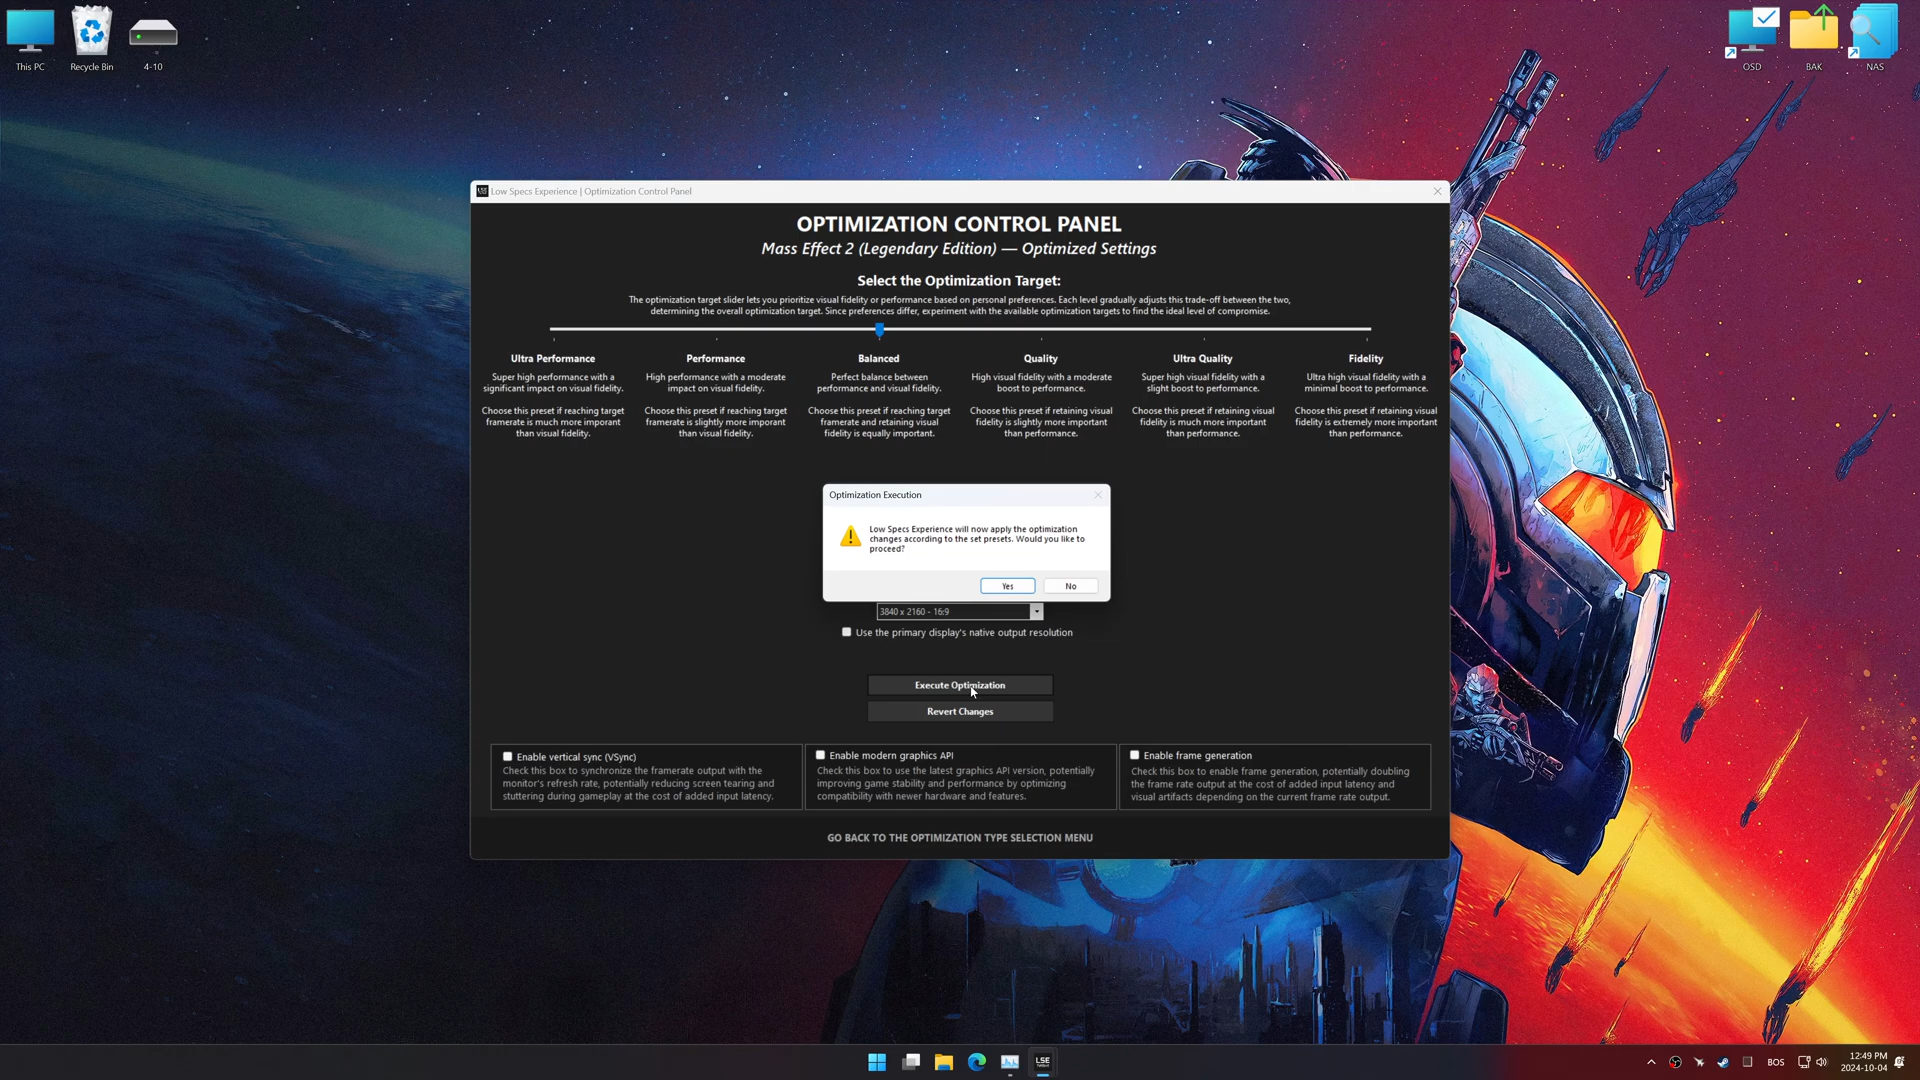 This PC
Recycle Bin
4-10
OSD
BAK
NAS
Low Specs Experience | Optimization Control Panel
OPTIMIZATION CONTROL PANEL
Mass Effect 2 (Legendary Edition) — Optimized Settings
Select the Optimization Target:
The optimization target slider lets you prioritize visual fidelity or performance based on personal preferences. Each level gradually adjusts this trade-off between the two,
determining the overall optimization target. Since preferences differ, experiment with the available optimization targets to find the ideal level of compromise.
Ultra Performance
Super high performance with a
significant impact on visual fidelity.
Choose this preset if reaching target
framerate is much more imporant
than visual fidelity.
Performance
High performance with a moderate
impact on visual fidelity.
Choose this preset if reaching target
framerate is slightly more imporant
than visual fidelity.
Balanced
Perfect balance between
performance and visual fidelity.
Choose this preset if reaching target
framerate and retaining visual
fidelity is equally important.
Quality
High visual fidelity with a moderate
boost to performance.
Choose this preset if retaining visual
fidelity is slightly more important
than performance.
Ultra Quality
Super high visual fidelity with a
slight boost to performance.
Choose this preset if retaining visual
fidelity is much more important
than performance.
Fidelity
Ultra high visual fidelity with a
minimal boost to performance.
Choose this preset if retaining visual
fidelity is extremely more important
than performance.
Optimization Execution
Low Specs Experience will now apply the optimization
changes according to the set presets. Would you like to
proceed?
Yes
No
3840 x 2160 - 16:9
Use the primary display's native output resolution
Execute Optimization
Revert Changes
Enable vertical sync (VSync)
Check this box to synchronize the framerate output with the
monitor's refresh rate, potentially reducing screen tearing and
stuttering during gameplay at the cost of added input latency.
Enable modern graphics API
Check this box to use the latest graphics API version, potentially
improving game stability and performance by optimizing
compatibility with newer hardware and features.
Enable frame generation
Check this box to enable frame generation, potentially doubling
the frame rate output at the cost of added input latency and
visual artifacts depending on the current frame rate output.
GO BACK TO THE OPTIMIZATION TYPE SELECTION MENU
LSE
BOS
12:49 PM
2024-10-04